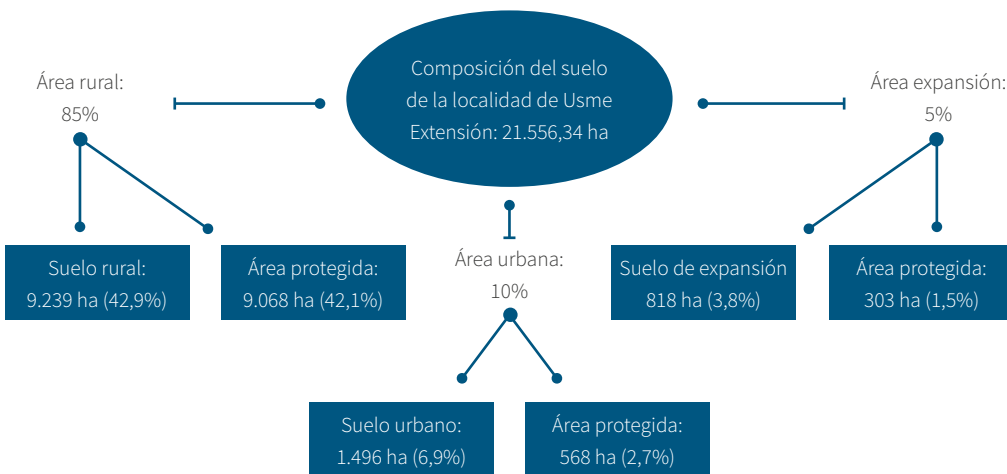 Composición del suelo
de la localidad de Usme
Extensión: 21.556,34 ha
Área rural:
85%
Suelo rural:
9.239 ha (42,9%)
Área protegida:
9.068 ha (42,1%)
Área urbana:
10%
Suelo urbano:
1.496 ha (6,9%)
Área protegida:
568 ha (2,7%)
Área expansión:
5%
Suelo de expansión
818 ha (3,8%)
Área protegida:
303 ha (1,5%)